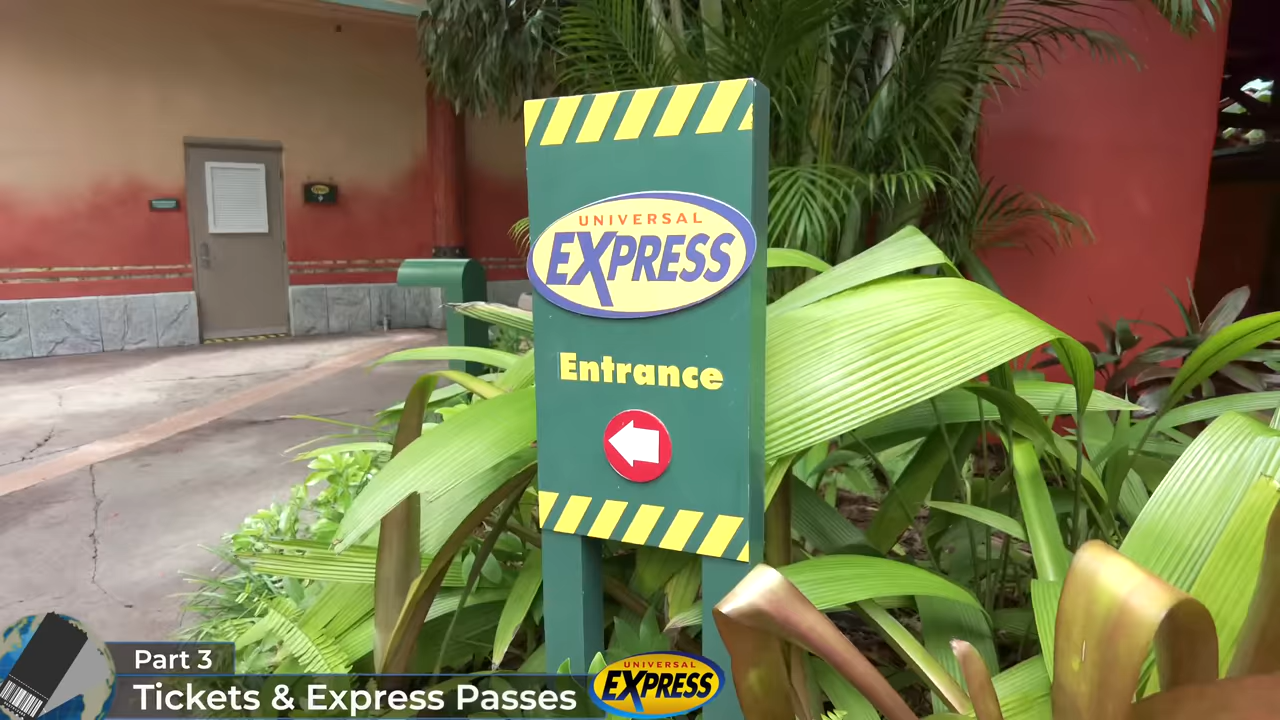 UNIVERSAL
EXPRESS
Entrance
Part 3
Tickets & Express Passes
UNIVERSAL
EXPRESS